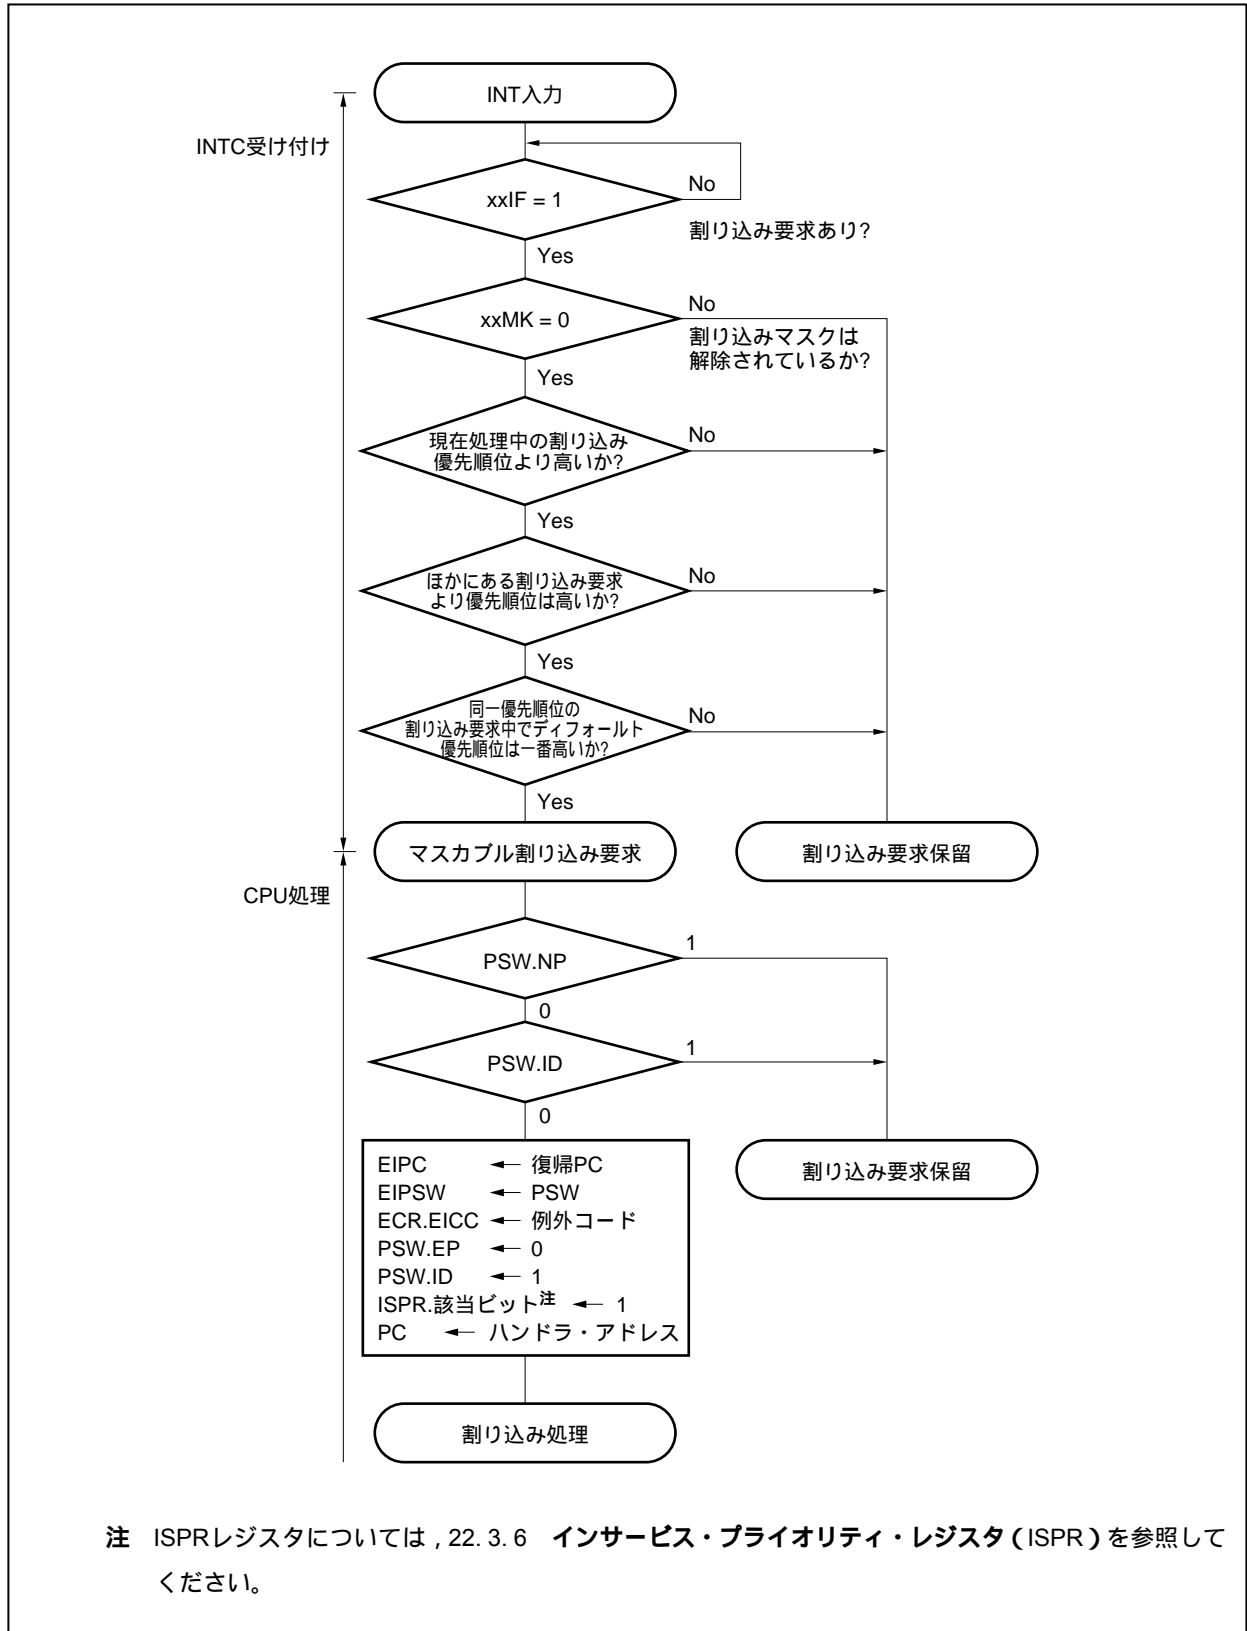 INT入力
INTC受け付け
xxIF = 1
No
割り込み要求あり?
Yes
xxMK = 0
No
割り込みマスクは
解除されているか?
Yes
現在処理中の割り込み
優先順位より高いか?
No
Yes
ほかにある割り込み要求
より優先順位は高いか?
No
Yes
同一優先順位の
割り込み要求中でディフォールト
優先順位は一番高いか?
No
Yes
マスカブル割り込み要求
割り込み要求保留
CPU処理
PSW.NP
1
0
PSW.ID
1
0
EIPC ← 復帰PC
EIPSW ← PSW
ECR.EICC ← 例外コード
PSW.EP ← 0
PSW.ID ← 1
ISPR.該当ビット注 ← 1
PC ← ハンドラ・アドレス
割り込み要求保留
割り込み処理
注 ISPRレジスタについては , 22. 3. 6 インサービス・プライオリティ・レジスタ（ISPR）を参照して
ください。